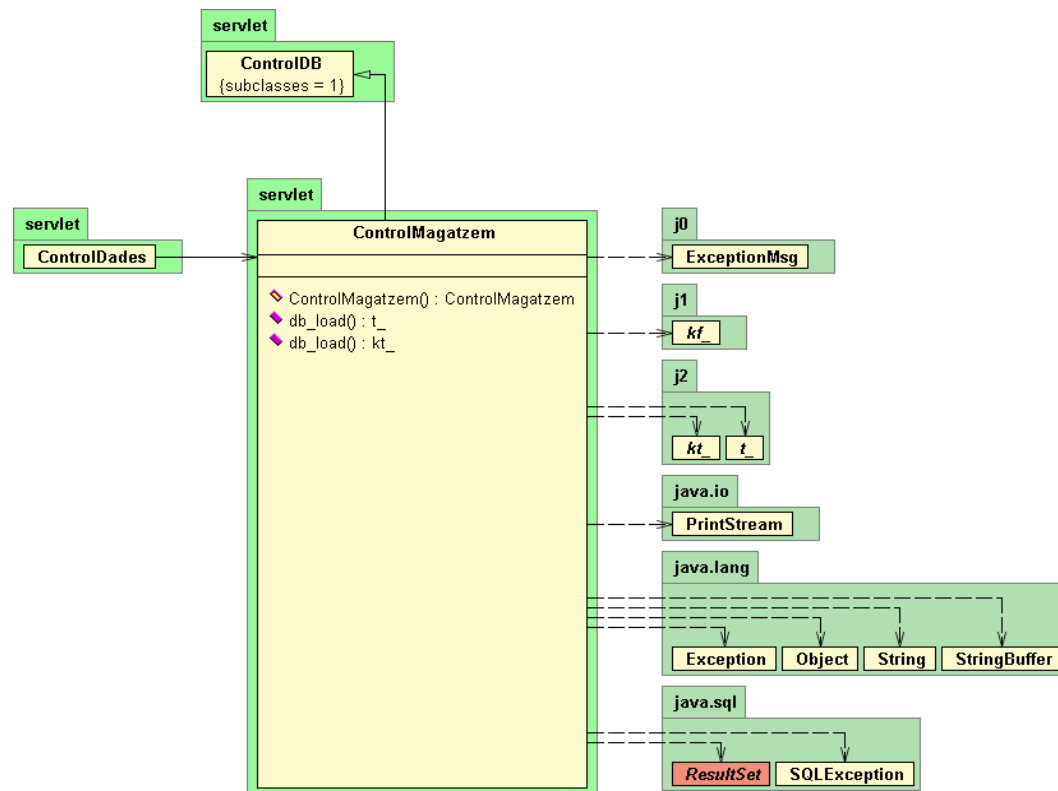 servlet
ControlDB
{subclasses = 1}
servlet
ControlDades
servlet
ControlMagatzem
ControlMagatzem() : ControlMagatzem
db_load() : t_
db_load() : kt_
j0
ExceptionMsg
j1
kf_
j2
kt_ t_
java.io
PrintStream
java.lang
Exception Object String StringBuffer
java.sql
ResultSet SQLException